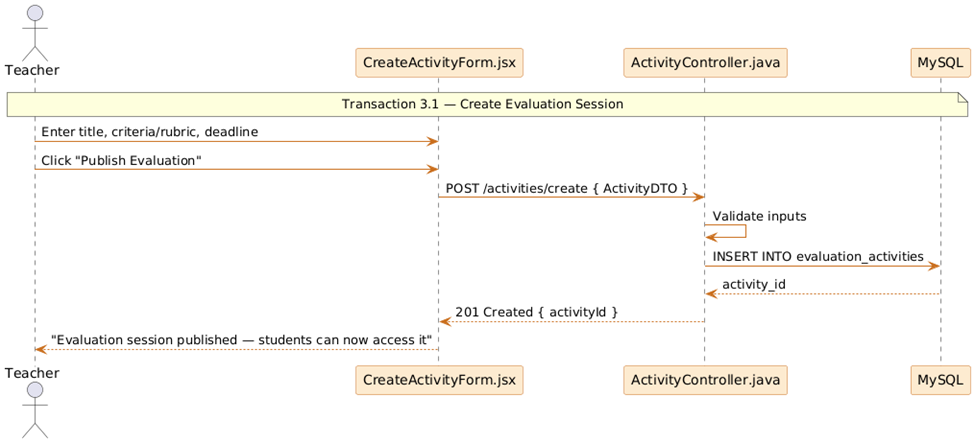 Teacher
CreateActivityForm.jsx
ActivityController.java
MySQL
Transaction 3.1 — Create Evaluation Session
Enter title, criteria/rubric, deadline
Click "Publish Evaluation"
POST /activities/create { ActivityDTO }
Validate inputs
INSERT INTO evaluation_activities
activity_id
201 Created { activityId }
"Evaluation session published — students can now access it"
Teacher
CreateActivityForm.jsx
ActivityController.java
MySQL